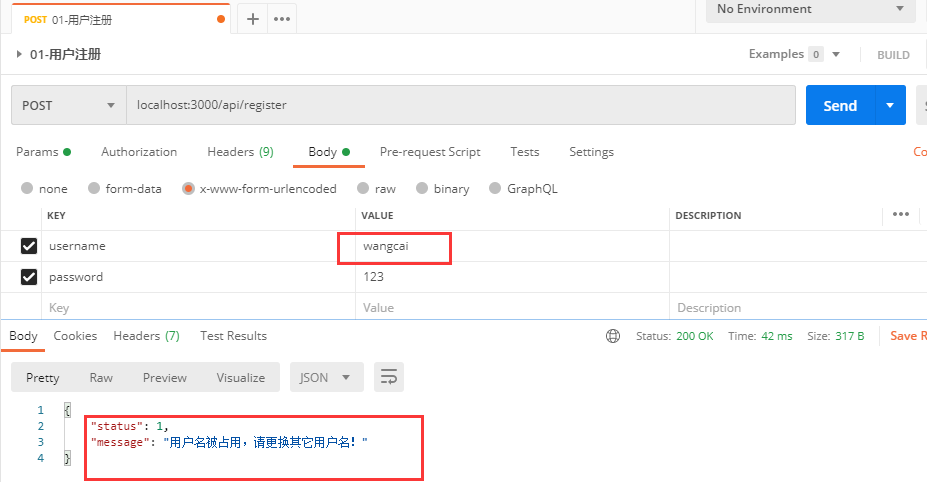 POST 01-用户注册
No Environment
01-用户注册
Examples 0 BUILD
POST localhost:3000/api/register Send
Params Authorization Headers (9) Body Pre-request Script Tests Settings
none form-data x-www-form-urlencoded raw binary GraphQL
KEY VALUE DESCRIPTION
username wangcai
password 123
Key Value Description
Body Cookies Headers (7) Test Results Status: 200 OK Time: 42 ms Size: 317 B Save R
Pretty Raw Preview Visualize JSON
1 {
2 "status": 1,
3 "message": "用户名被占用，请更换其它用户名！"
4 }